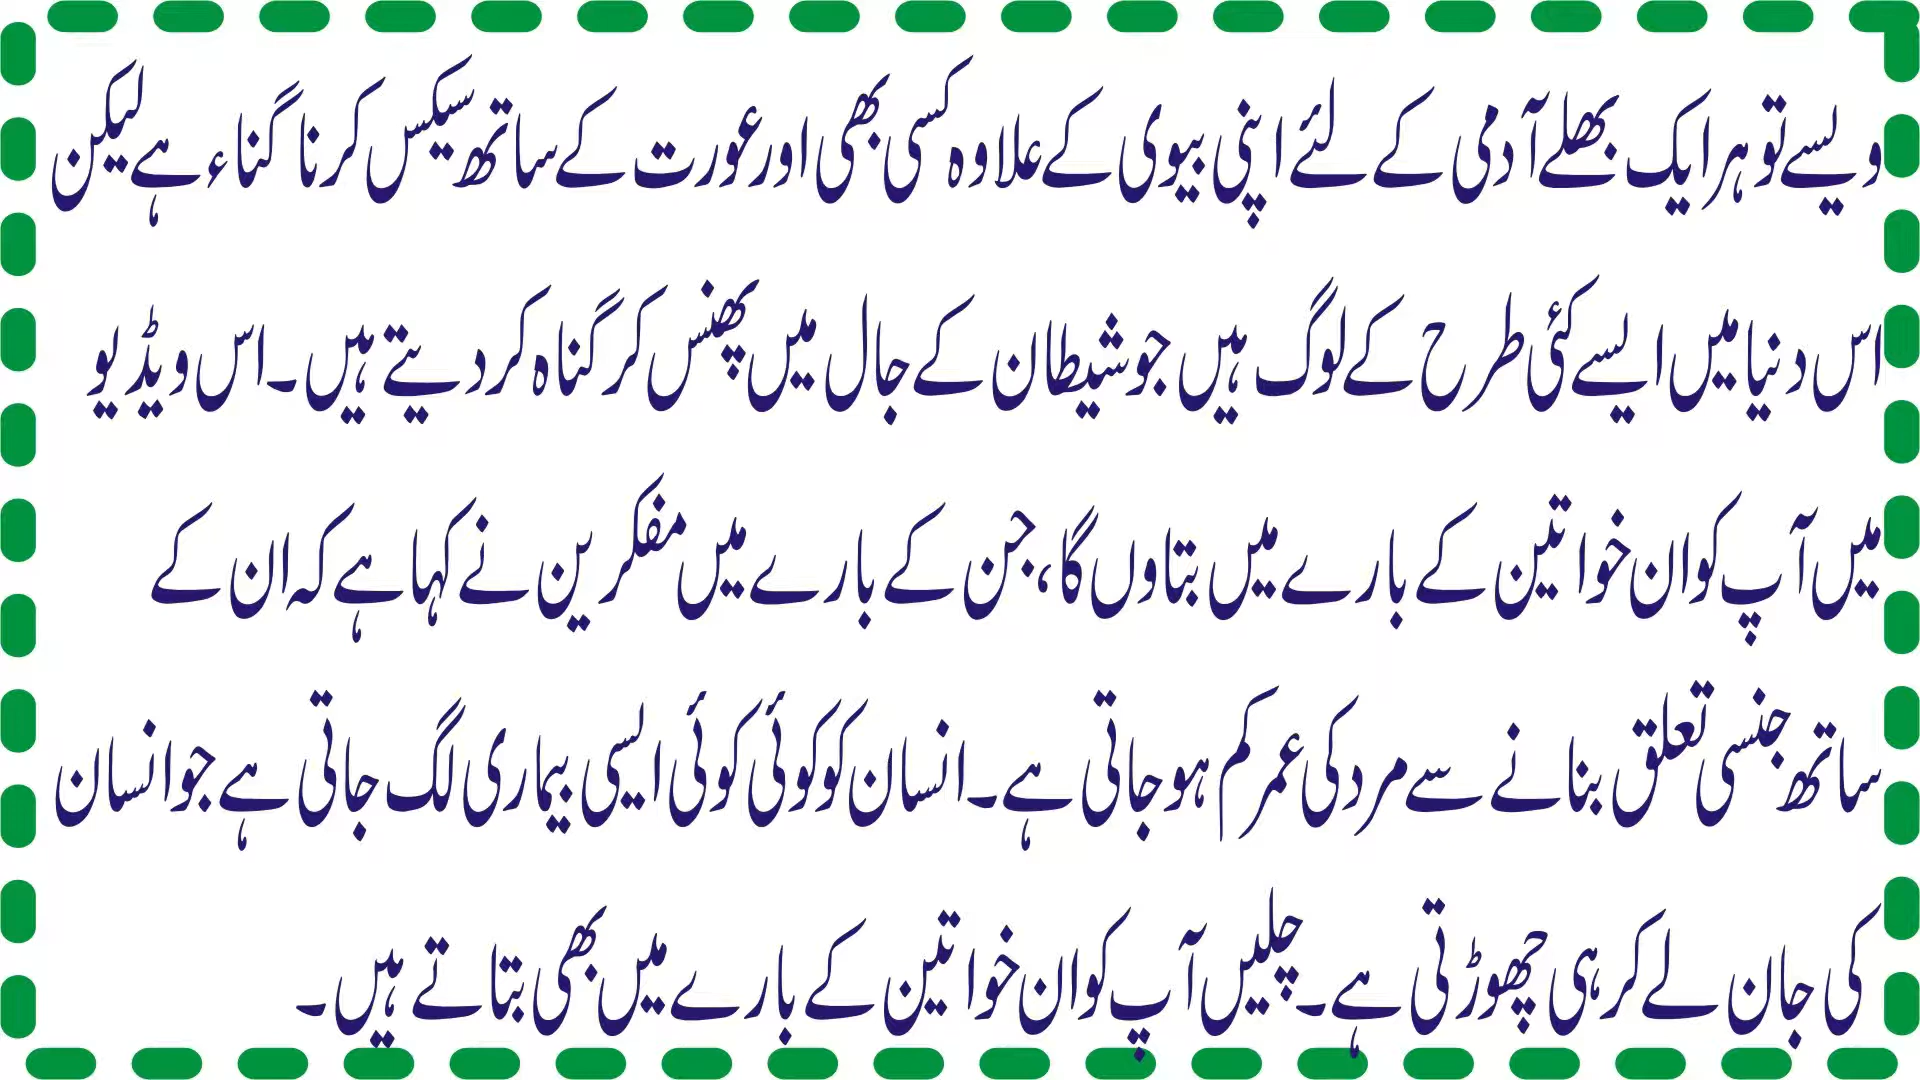 ویسے تو ہر ایک بھلے آدمی کے لئے اپنی بیوی کے علاوہ کسی بھی اور عورت کے ساتھ سیکس کرنا گناء ہے لیکن
اس دنیا میں ایسے کئی طرح کے لوگ ہیں جو شیطان کے جال میں پھنس کر گناہ کر دیتے ہیں۔ اس ویڈیو
میں آپ کو ان خواتین کے بارے میں بتاوں گا، جن کے بارے میں مفکرین نے کہا ہے کہ ان کے
ساتھ جنسی تعلق بنانے سے مرد کی عمر کم ہو جاتی ہے۔ انسان کو کوئی کوئی ایسی بیماری لگ جاتی ہے جو انسان
کی جان لے کر ہی چھوڑتی ہے۔ چلیں آپ کو ان خواتین کے بارے میں بھی بتاتے ہیں۔